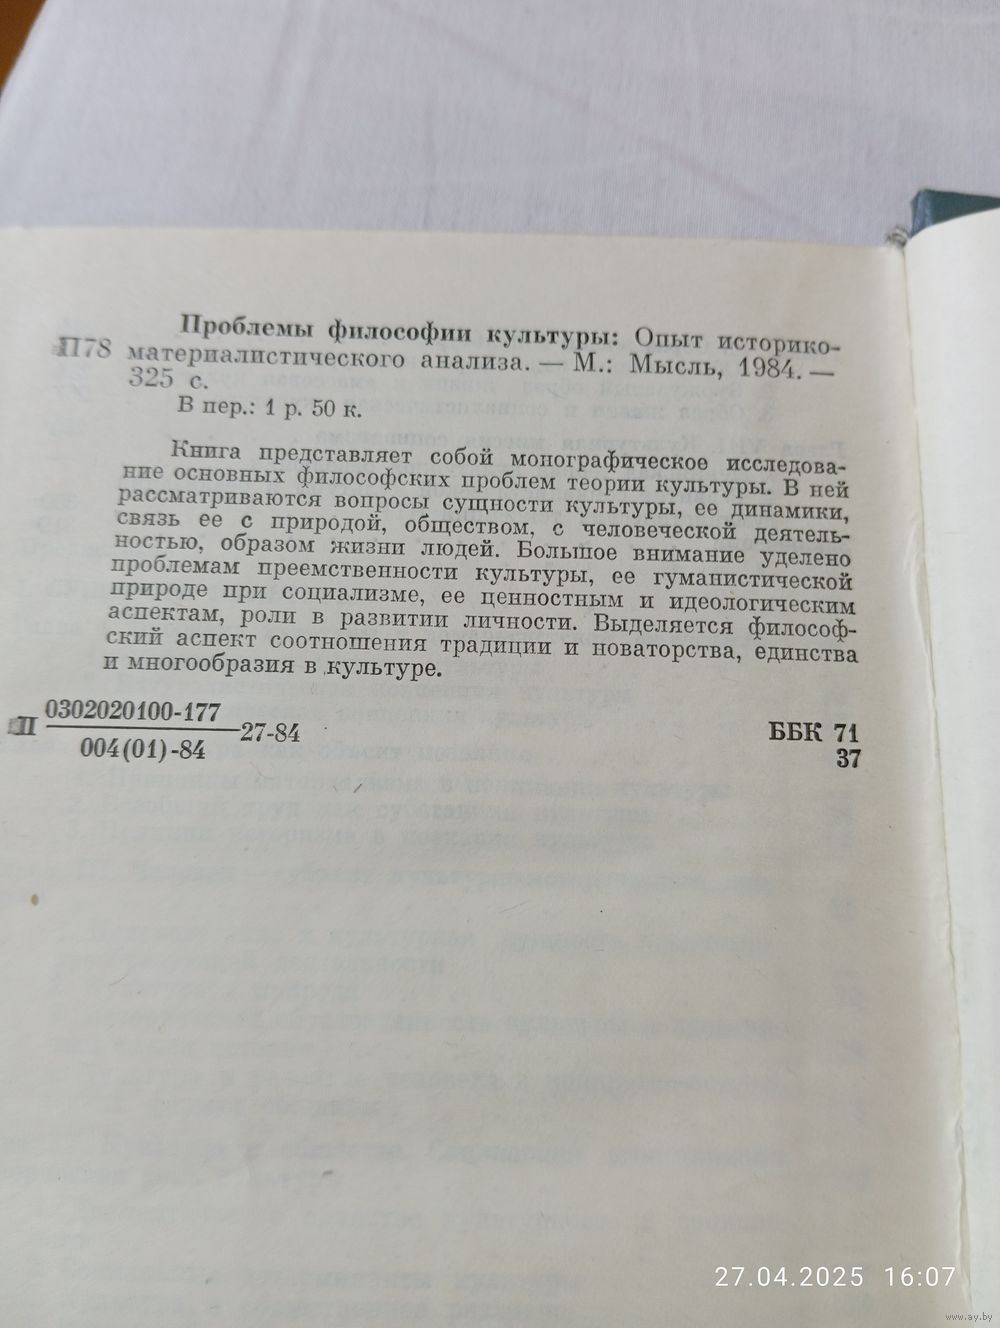 Проблемы философии культуры: Опыт историко-
П78 материалистического анализа. — М.: Мысль, 1984. —
325 с.
В пер.: 1 р. 50 к.
Книга представляет собой монографическое исследова-
ние основных философских проблем теории культуры. В ней
рассматриваются вопросы сущности культуры, ее динамики,
связь ее с природой, обществом, с человеческой деятель-
ностью, образом жизни людей. Большое внимание уделено
проблемам преемственности культуры, ее гуманистической
природе при социализме, ее ценностным и идеологическим
аспектам, роли в развитии личности. Выделяется философ-
ский аспект соотношения традиции и новаторства, единства
и многообразия в культуре.
П 0302020100-177
004(01)-84
27-84
ББК 71
37
27.04.2025 16:07
www.ay.by